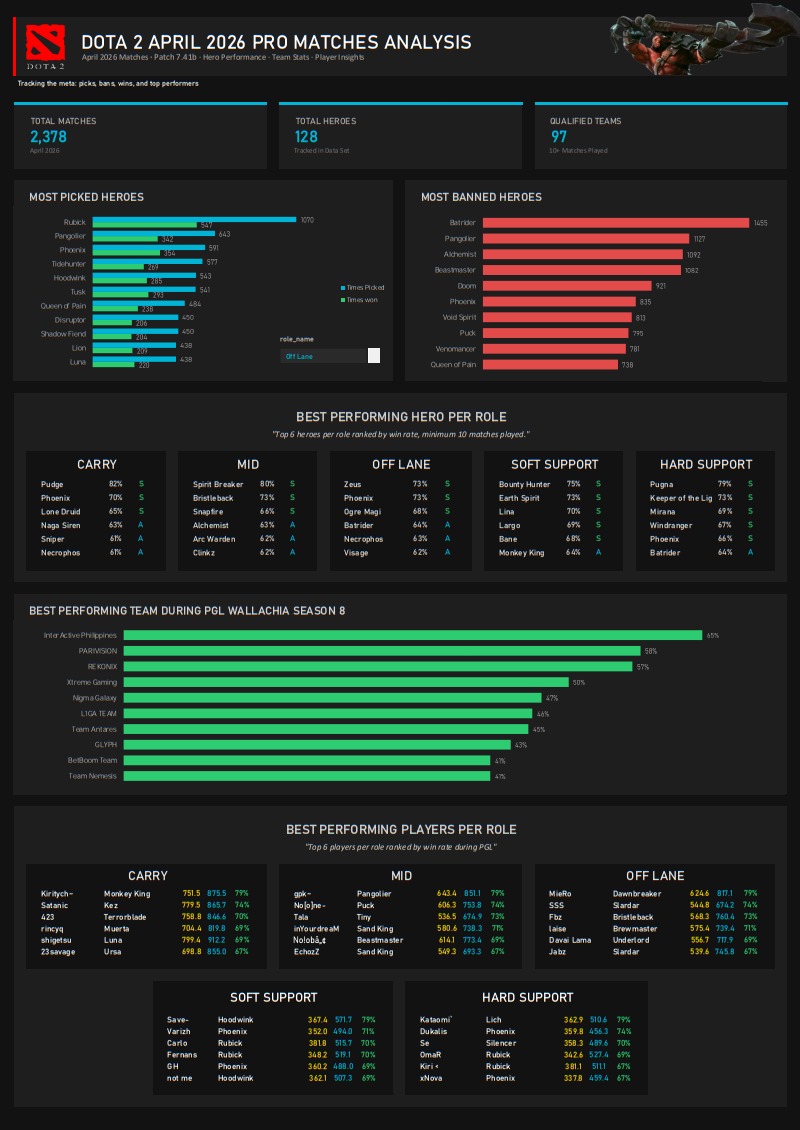 DOTA 2
DOTA 2 APRIL 2026 PRO MATCHES ANALYSIS
April 2026 Matches • Patch 7.41b • Hero Performance • Team Stats • Player Insights
Tracking the meta: picks, bans, wins, and top performers
TOTAL MATCHES
2,378
April 2026
TOTAL HEROES
128
Tracked in Data Set
QUALIFIED TEAMS
97
10+ Matches Played
MOST PICKED HEROES
Rubick 1070 547
Pangolier 643 342
Phoenix 591 354
Tidehunter 577 269
Hoodwink 543 285
Tusk 541 293
Queen of Pain 484 238
Disruptor 450 206
Shadow Fiend 450 204
Lion 438 209
Luna 438 220
Times Picked
Times won
role_name
Off Lane
MOST BANNED HEROES
Batrider 1455
Pangolier 1127
Alchemist 1092
Beastmaster 1082
Doom 921
Phoenix 835
Void Spirit 813
Puck 795
Venomancer 781
Queen of Pain 738
BEST PERFORMING HERO PER ROLE
"Top 6 heroes per role ranked by win rate, minimum 10 matches played."
CARRY
Pudge 82% S
Phoenix 70% S
Lone Druid 65% S
Naga Siren 63% A
Sniper 61% A
Necrophos 61% A
MID
Spirit Breaker 80% S
Bristleback 73% S
Snapfire 66% S
Alchemist 63% A
Arc Warden 62% A
Clinkz 62% A
OFF LANE
Zeus 73% S
Phoenix 73% S
Ogre Magi 68% S
Batrider 64% A
Necrophos 63% A
Visage 62% A
SOFT SUPPORT
Bounty Hunter 75% S
Earth Spirit 73% S
Lina 70% S
Largo 69% S
Bane 68% S
Monkey King 64% A
HARD SUPPORT
Pugna 79% S
Keeper of the Lig 73% S
Mirana 69% S
Windranger 67% S
Phoenix 66% S
Batrider 64% A
BEST PERFORMING TEAM DURING PGL WALLACHIA SEASON 8
InterActive Philippines 65%
PARIVISION 58%
REKONIX 57%
Xtreme Gaming 50%
Nigma Galaxy 47%
L1GA TEAM 46%
Team Antares 45%
GLYPH 43%
BetBoom Team 41%
Team Nemesis 41%
BEST PERFORMING PLAYERS PER ROLE
"Top 6 players per role ranked by win rate during PGL"
CARRY
Kiritych~ Monkey King 751.5 875.5 79%
Satanic Kez 779.5 865.7 74%
423 Terrorblade 758.8 846.6 70%
rincyq Muerta 704.4 819.8 69%
shigetsu Luna 799.4 912.2 69%
23savage Ursa 698.8 855.0 67%
MID
gpk~ Pangolier 643.4 851.1 79%
No[o]ne- Puck 606.3 753.8 74%
Tala Tiny 536.5 674.9 73%
inYourdreaM Sand King 580.6 738.3 71%
No!obâ„¢ Beastmaster 614.1 773.4 69%
EchozZ Sand King 549.3 693.3 67%
OFF LANE
MieRo Dawnbreaker 624.6 817.1 79%
SSS Slardar 544.8 674.2 74%
Fbz Bristleback 568.3 760.4 73%
laise Brewmaster 575.4 739.4 71%
Davai Lama Underlord 556.7 717.9 69%
Jabz Slardar 539.6 745.8 67%
SOFT SUPPORT
Save- Hoodwink 367.4 571.7 79%
Varizh Phoenix 352.0 494.0 71%
Carlo Rubick 381.8 515.7 70%
Fernans Rubick 348.2 519.1 70%
GH Phoenix 360.2 488.0 69%
not me Hoodwink 362.1 507.3 69%
HARD SUPPORT
Kataomi` Lich 362.9 510.6 79%
Dukalis Phoenix 359.8 456.3 74%
Se Silencer 358.3 489.6 70%
OmaR Rubick 342.6 527.4 69%
Kiri < Rubick 381.1 511.1 67%
xNova Phoenix 337.8 459.4 67%